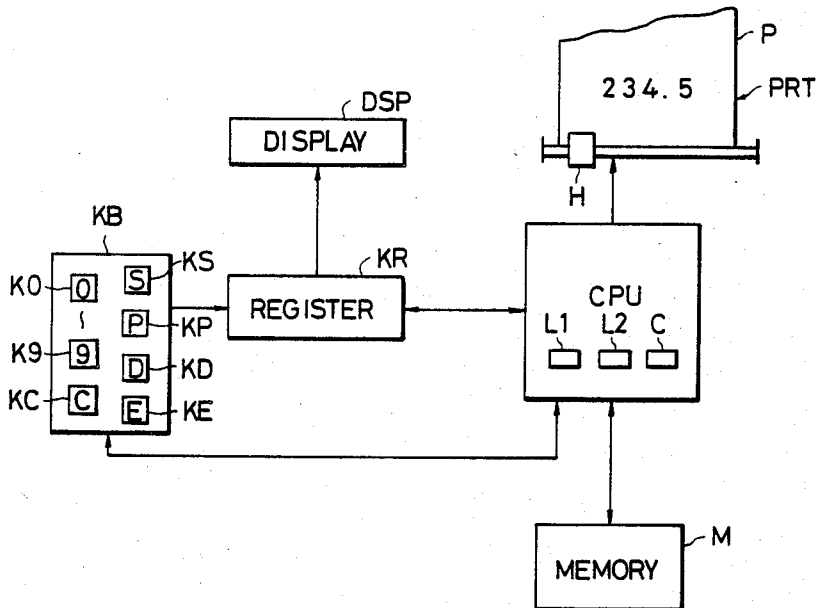 P
234.5
PRT
H
DSP
DISPLAY
KB
KS
KR
K0
0
S
REGISTER
P
KP
K9
9
D
KD
KC
C
E
KE
CPU
L1
L2
C
MEMORY
M